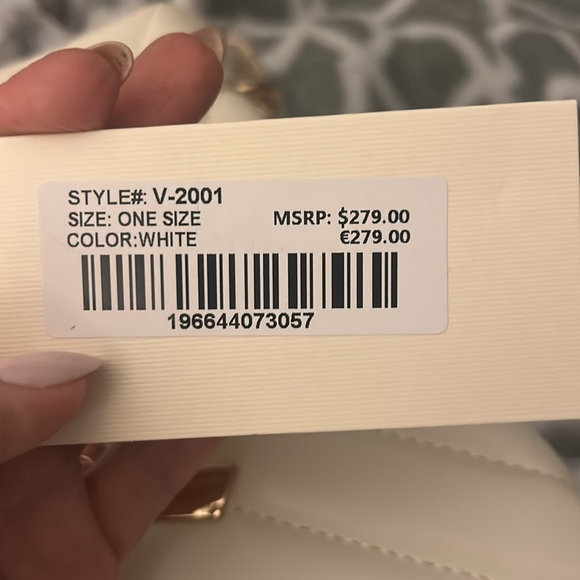 STYLE#: V-2001
SIZE: ONE SIZE MSRP: $279.00
COLOR:WHITE €279.00
196644073057